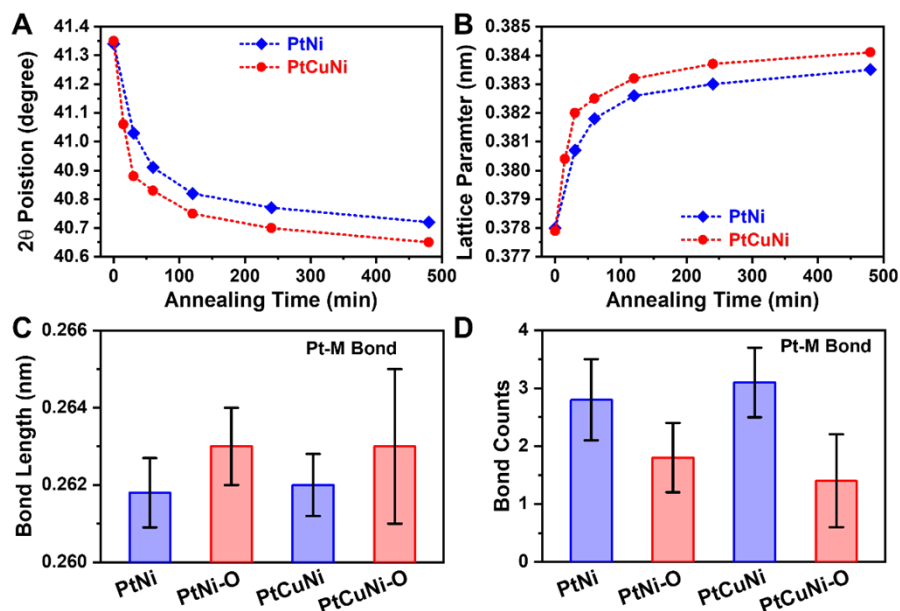 A
41.4
41.3
41.2
41.1
41.0
40.9
40.8
40.7
40.6
2θ Poistion (degree)
PtNi
PtCuNi
0
100
200
300
400
500
Annealing Time (min)
B
0.385
0.384
0.383
0.382
0.381
0.380
0.379
0.378
0.377
Lattice Paramter (nm)
PtNi
PtCuNi
0
100
200
300
400
500
Annealing Time (min)
C
0.266
0.264
0.262
0.260
Bond Length (nm)
Pt-M Bond
PtNi
PtNi-O
PtCuNi
PtCuNi-O
D
4
3
2
1
0
Bond Counts
Pt-M Bond
PtNi
PtNi-O
PtCuNi
PtCuNi-O